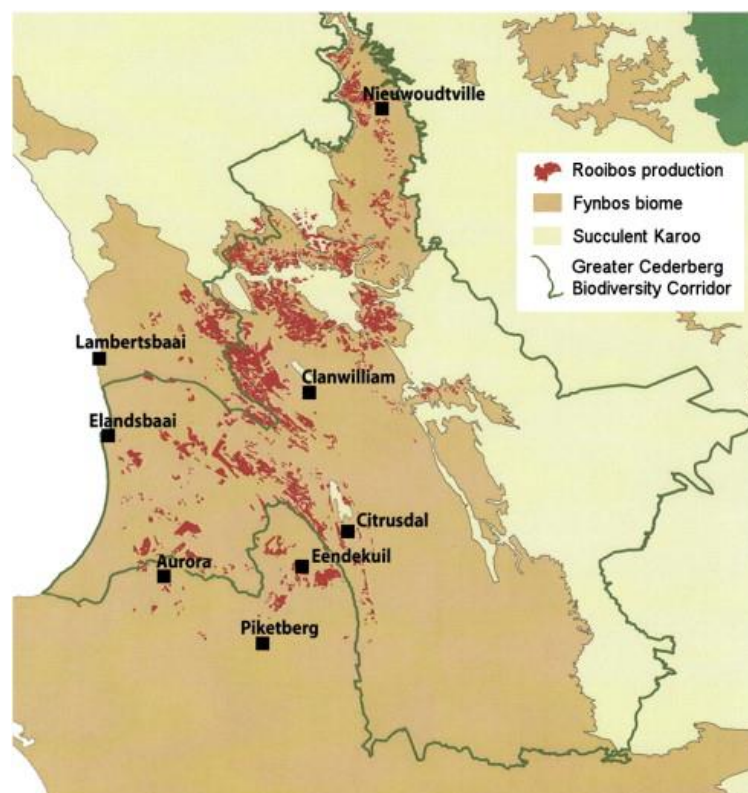 Nieuwoudtville
Rooibos production
Fynbos biome
Succulent Karoo
Greater Cederberg
Biodiversity Corridor
Lambertsbaai
Clanwilliam
Elandsbaai
Citrusdal
Eendekuil
Aurora
Piketberg